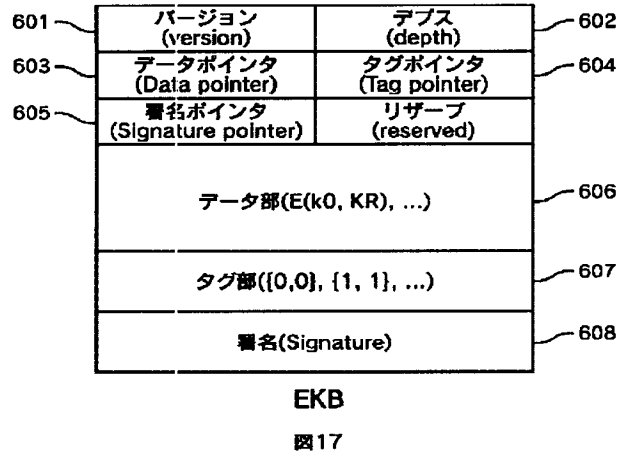 601 バージョン (version) デプス (depth) 602
603 データポインタ (Data pointer) タグポインタ (Tag pointer) 604
605 署名ポインタ (Signature pointer) リザーブ (reserved)
データ部(E(k0, KR), ...) 606
タグ部({0,0}, {1, 1}, ...) 607
署名(Signature) 608
EKB
図17